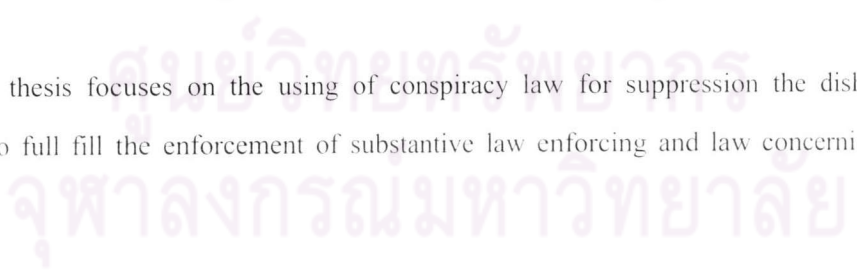 ศูนย์วิทยทรัพยากร
thesis focuses on the using of conspiracy law for suppression the
full fill the enforcement of substantive law enforcing and law
จุฬาลงกรณ์มหาวิทยาลัย